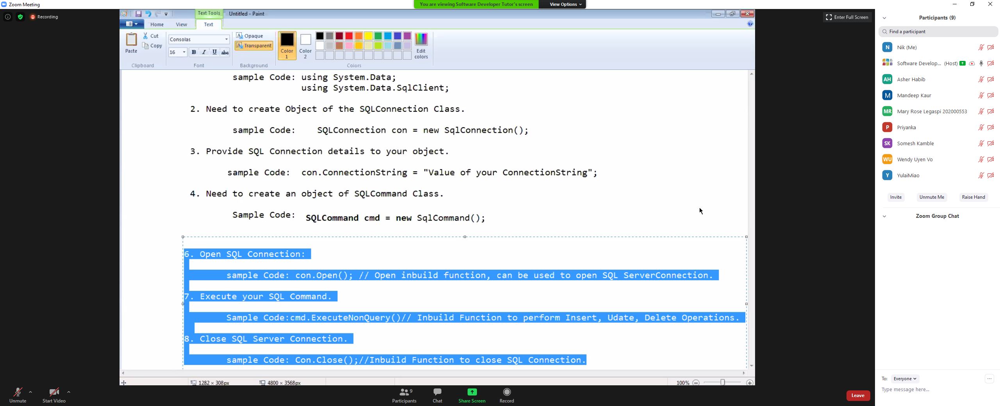 Zoom Meeting
You are viewing Software Developer Tutor's screen
View Options
Recording
Enter Full Screen
Text Tools
Untitled - Paint
Home
View
Text
Cut
Copy
Paste
Clipboard
Consolas
16
B I U abc
Font
Opaque
Transparent
Background
Color 1
Color 2
Edit colors
Colors
sample Code: using System.Data;
using System.Data.SqlClient;
2. Need to create Object of the SQLConnection Class.
sample Code: SQLConnection con = new SqlConnection();
3. Provide SQL Connection details to your object.
sample Code: con.ConnectionString = "Value of your ConnectionString";
4. Need to create an object of SQLCommand Class.
Sample Code: SQLCommand cmd = new SqlCommand();
6. Open SQL Connection:
sample Code: con.Open(); // Open inbuild function, can be used to open SQL ServerConnection.
7. Execute your SQL Command.
Sample Code:cmd.ExecuteNonQuery()// Inbuild Function to perform Insert, Udate, Delete Operations.
8. Close SQL Server Connection.
sample Code: Con.Close();//Inbuild Function to close SQL Connection.
1282 × 308px
4800 × 3568px
100%
Unmute
Start Video
9
Participants
Chat
Share Screen
Record
Leave
Participants (9)
Find a participant
N Nik (Me)
Software Develop... (Host)
AH Asher Habib
M Mandeep Kaur
MR Mary Rose Legaspi 202000553
P Priyanka
SK Somesh Kamble
WU Wendy Uyen Vo
Y YulaiMiao
Invite
Unmute Me
Raise Hand
Zoom Group Chat
To: Everyone
...
Type message here...